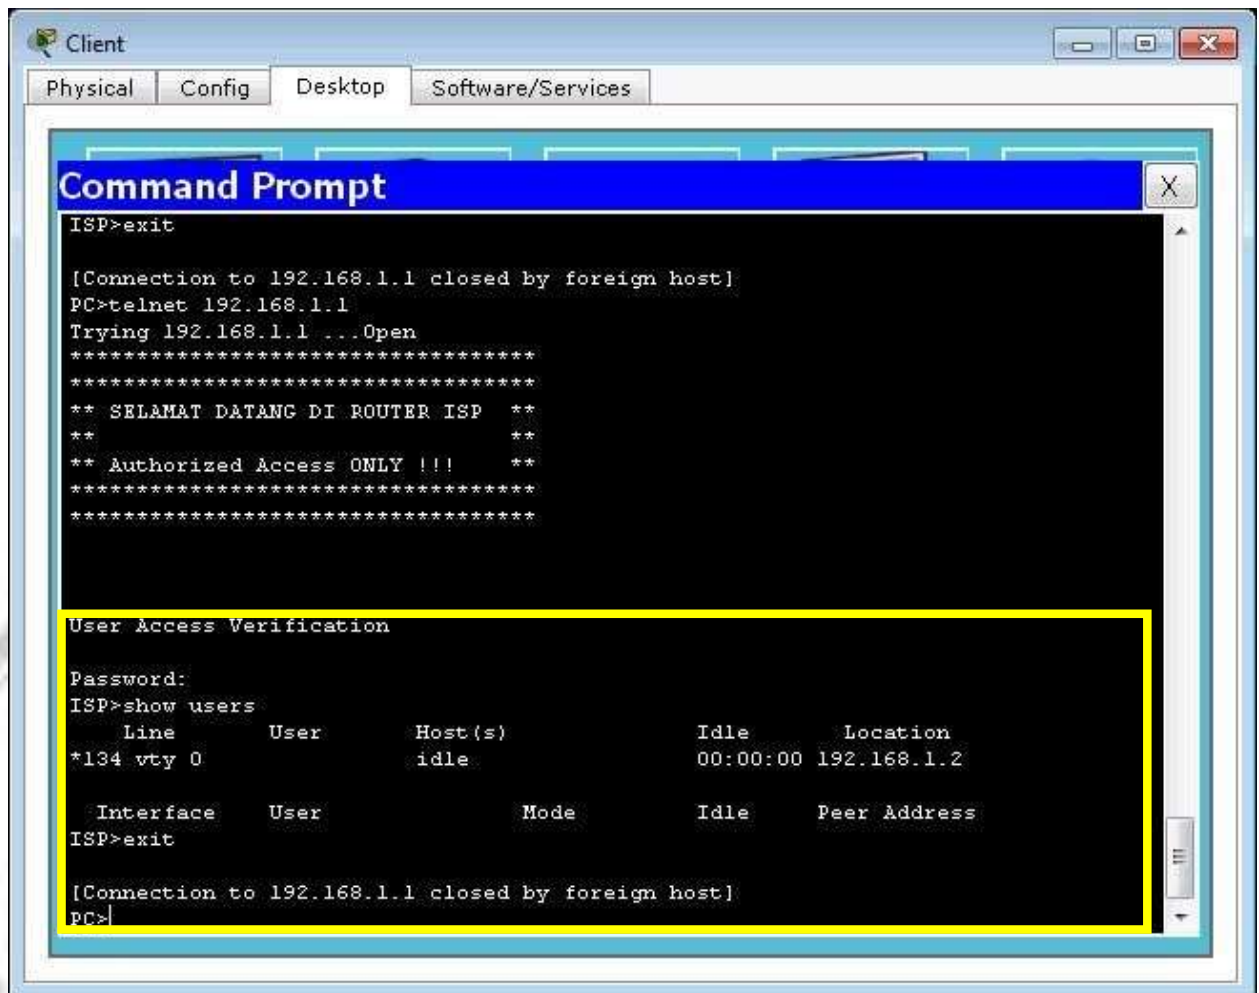 Client
Physical Config Desktop Software/Services
Command Prompt X
ISP>exit
[Connection to 192.168.1.1 closed by foreign host]
PC>telnet 192.168.1.1
Trying 192.168.1.1 ...Open
***********************************
***********************************
** SELAMAT DATANG DI ROUTER ISP **
** **
** Authorized Access ONLY !!! **
***********************************
***********************************
User Access Verification
Password:
ISP>show users
Line User Host(s) Idle Location
*134 vty 0 idle 00:00:00 192.168.1.2
Interface User Mode Idle Peer Address
ISP>exit
[Connection to 192.168.1.1 closed by foreign host]
PC>